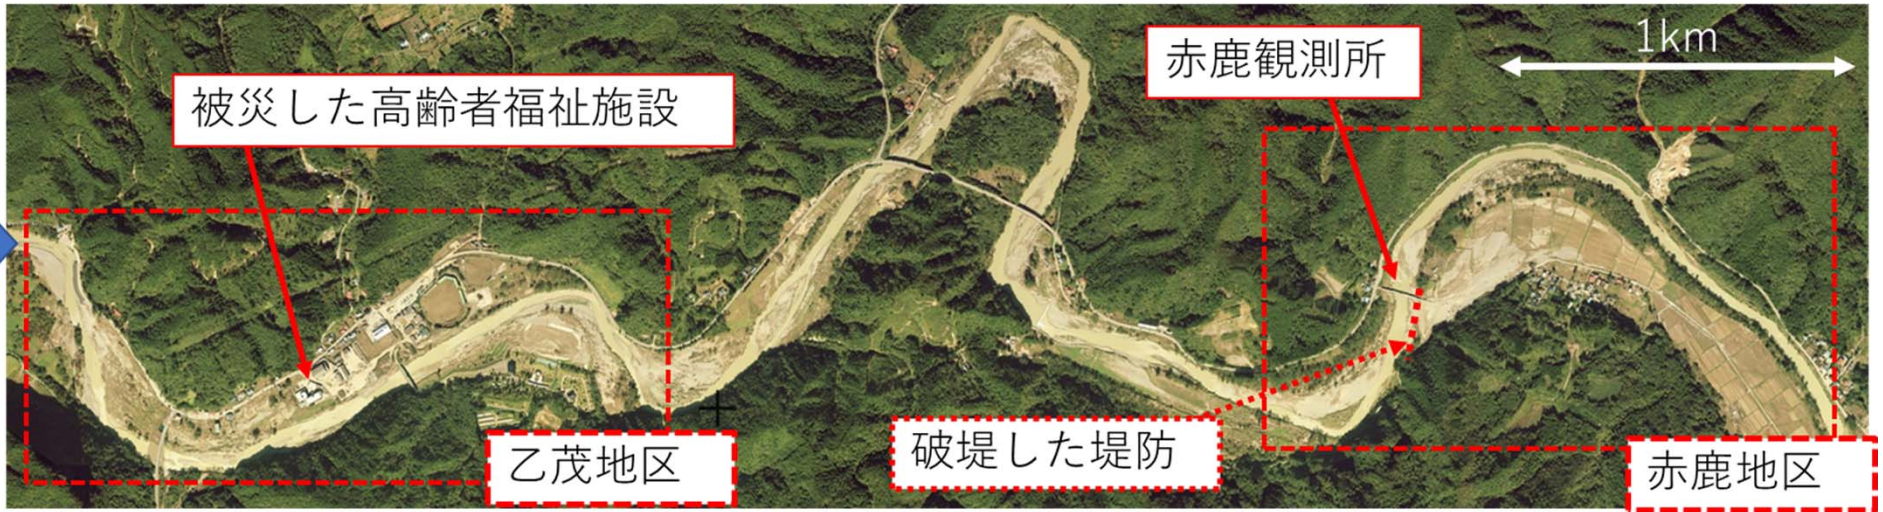 1km
赤鹿観測所
被災した高齢者福祉施設
破堤した堤防
乙茂地区
赤鹿地区